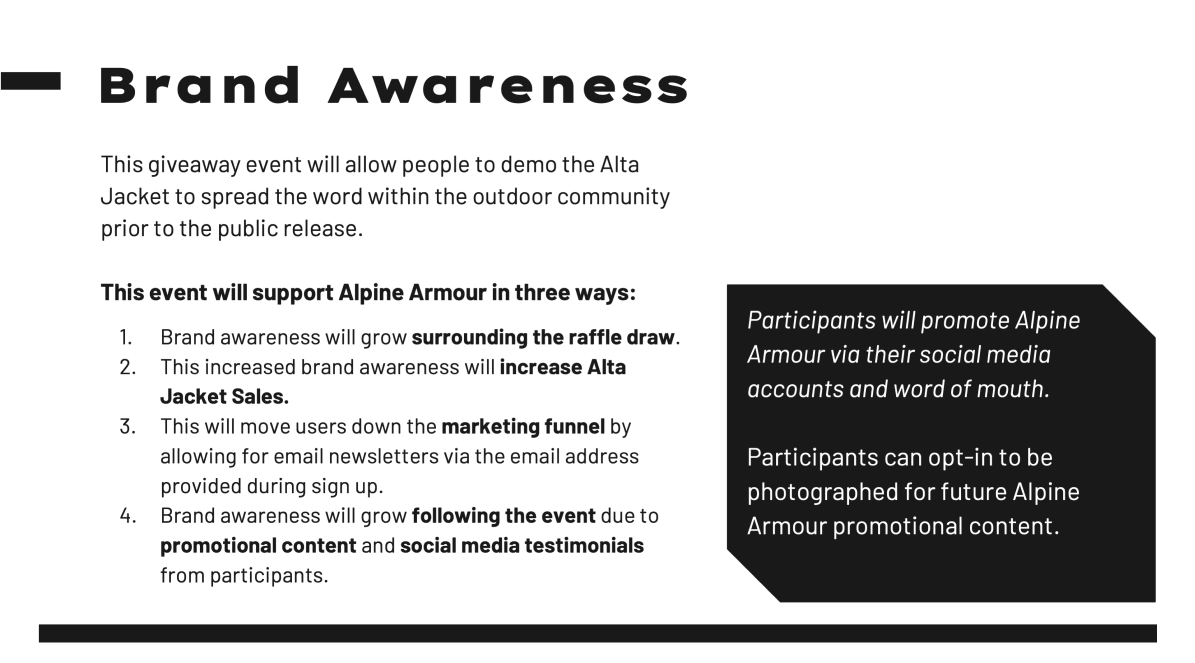 Brand Awareness
This giveaway event will allow people to demo the Alta
Jacket to spread the word within the outdoor community
prior to the public release.
This event will support Alpine Armour in three ways:
1. Brand awareness will grow surrounding the raffle draw.
2. This increased brand awareness will increase Alta
Jacket Sales.
3. This will move users down the marketing funnel by
allowing for email newsletters via the email address
provided during sign up.
4. Brand awareness will grow following the event due to
promotional content and social media testimonials
from participants.
Participants will promote Alpine
Armour via their social media
accounts and word of mouth.
Participants can opt-in to be
photographed for future Alpine
Armour promotional content.